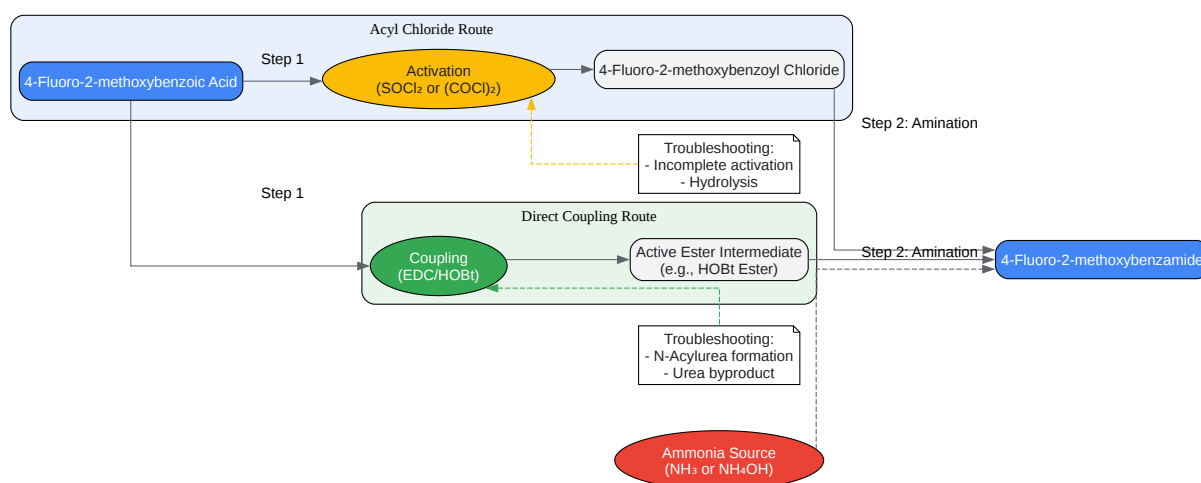 Acyl Chloride Route
4-Fluoro-2-methoxybenzoic Acid
Step 1
Activation
(SOCl₂ or (COCl)₂)
4-Fluoro-2-methoxybenzoyl Chloride
Step 2: Amination
Troubleshooting:
- Incomplete activation
- Hydrolysis
Step 1
Direct Coupling Route
Coupling
(EDC/HOBt)
Active Ester Intermediate
(e.g., HOBt Ester)
Step 2: Amination
4-Fluoro-2-methoxybenzamide
Troubleshooting:
- N-Acylurea formation
- Urea byproduct
Ammonia Source
(NH₃ or NH₄OH)